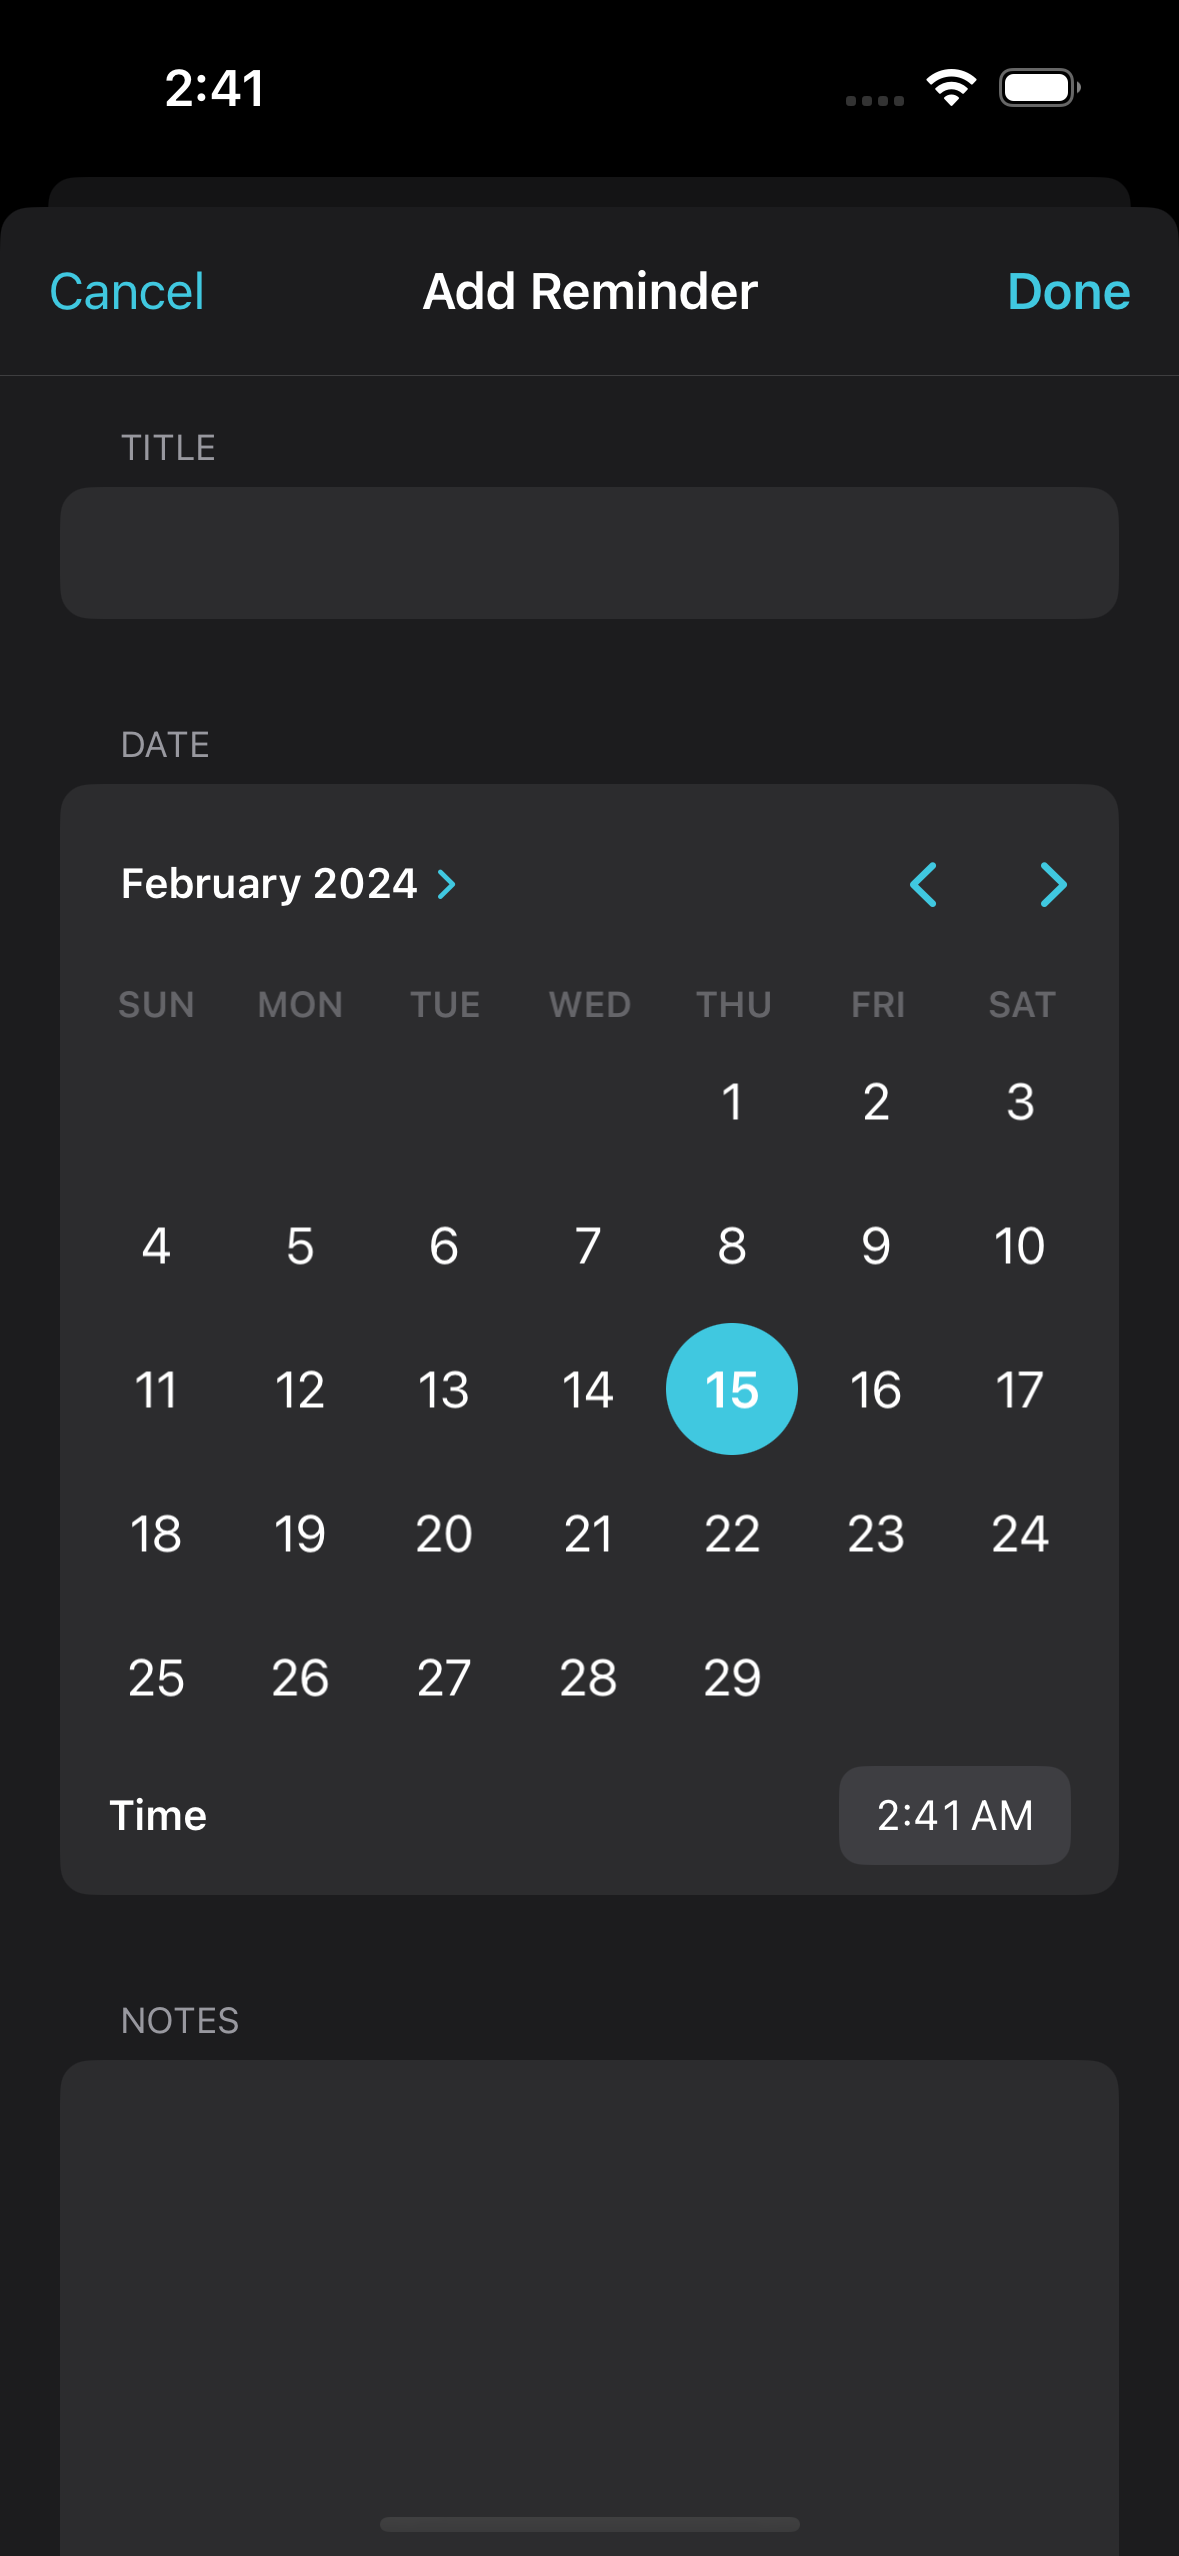 2:41
Cancel Add Reminder Done
TITLE
DATE
February 2024
SUN MON TUE WED THU FRI SAT
1 2 3
4 5 6 7 8 9 10
11 12 13 14 15 16 17
18 19 20 21 22 23 24
25 26 27 28 29
Time 2:41 AM
NOTES